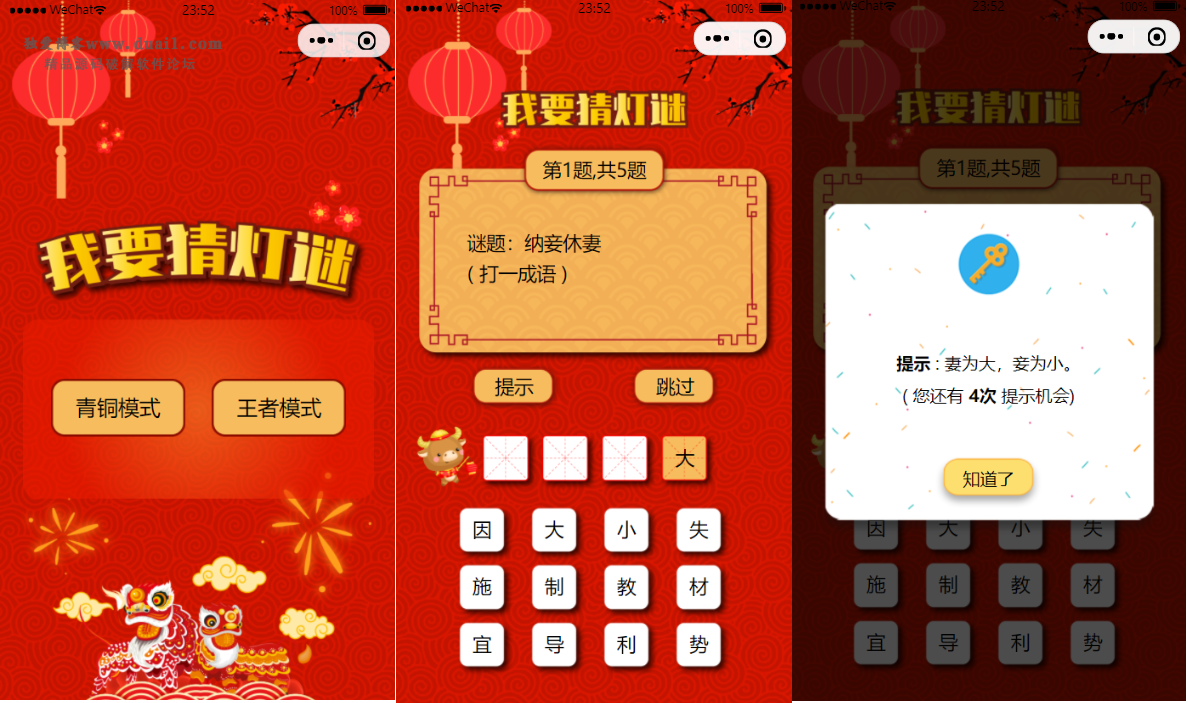 ●●●●● WeChat 23:52 100%
我要猜灯谜
青铜模式 王者模式
●●●●● WeChat 23:52 100%
我要猜灯谜
第1题,共5题
谜题：纳妾休妻
( 打一成语 )
提示 跳过
大
因 大 小 失
施 制 教 材
宜 导 利 势
WeChat 23:52 100%
我要猜灯谜
第1题,共5题
提示 : 妻为大，妾为小。
( 您还有 4次 提示机会)
知道了
因 大 小 失
施 制 教 材
宜 导 利 势